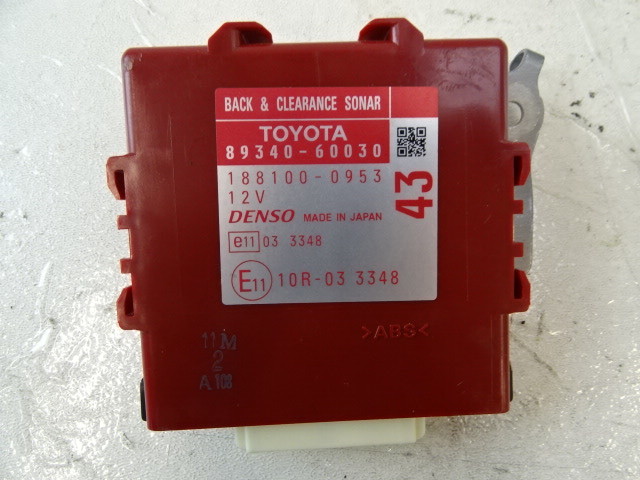 BACK & CLEARANCE SONAR
TOYOTA
89340-60030
188100-0953
12V
43
DENSO MADE IN JAPAN
e11 03 3348
E11 10R-03 3348
>ABS<
11M
2
A 1C8